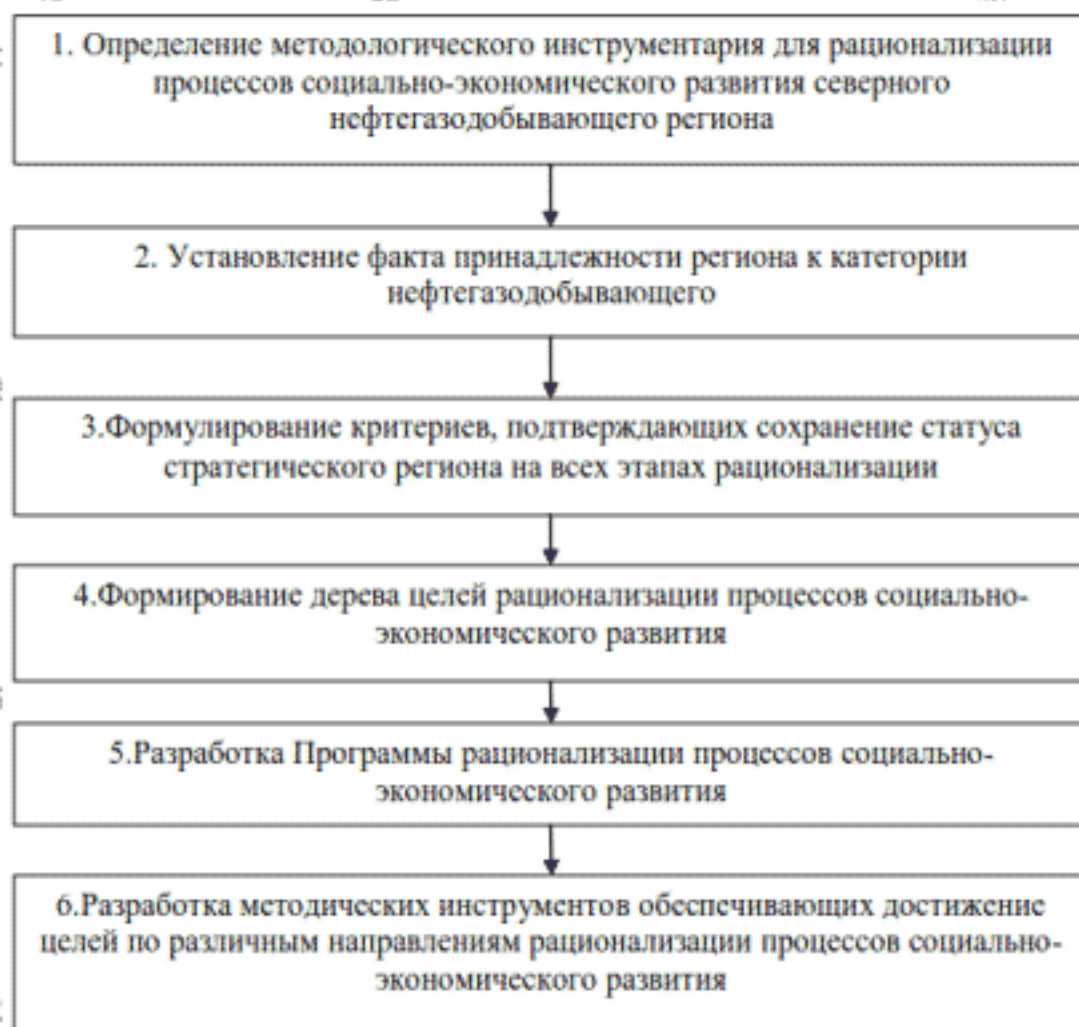 1. Определение методологического инструментария для рационализации
процессов социально-экономического развития северного
нефтегазодобывающего региона
2. Установление факта принадлежности региона к категории
нефтегазодобывающего
3.Формулирование критериев, подтверждающих сохранение статуса
стратегического региона на всех этапах рационализации
4.Формирование дерева целей рационализации процессов социально-
экономического развития
5.Разработка Программы рационализации процессов социально-
экономического развития
6.Разработка методических инструментов обеспечивающих достижение
целей по различным направлениям рационализации процессов социально-
экономического развития